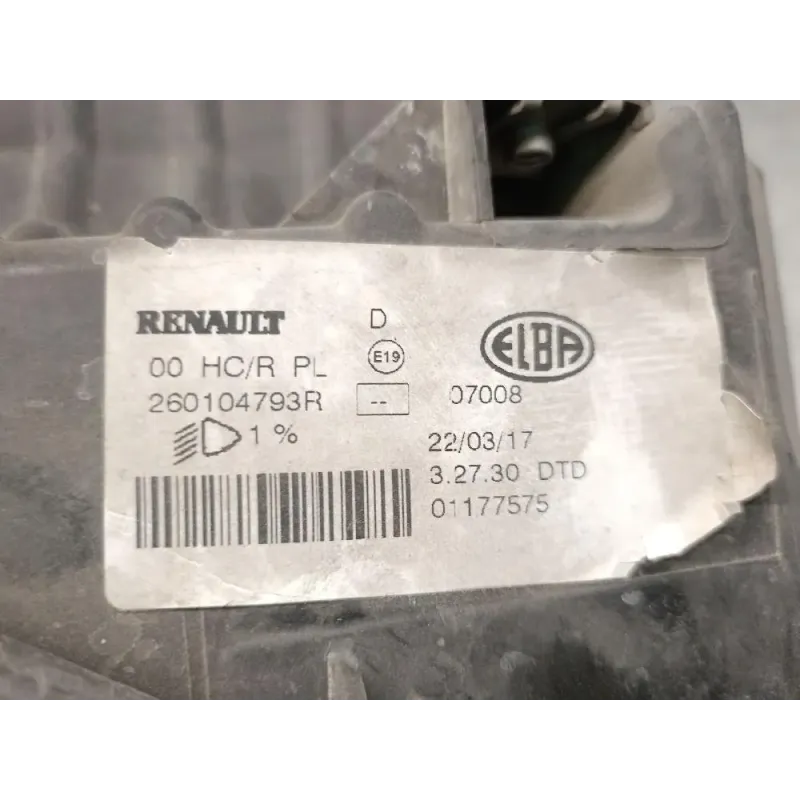 RENAULT D ELBA
00 HC/R PL E19
260104793R -- 07008
1 % 22/03/17
3.27.30 DTD
01177575